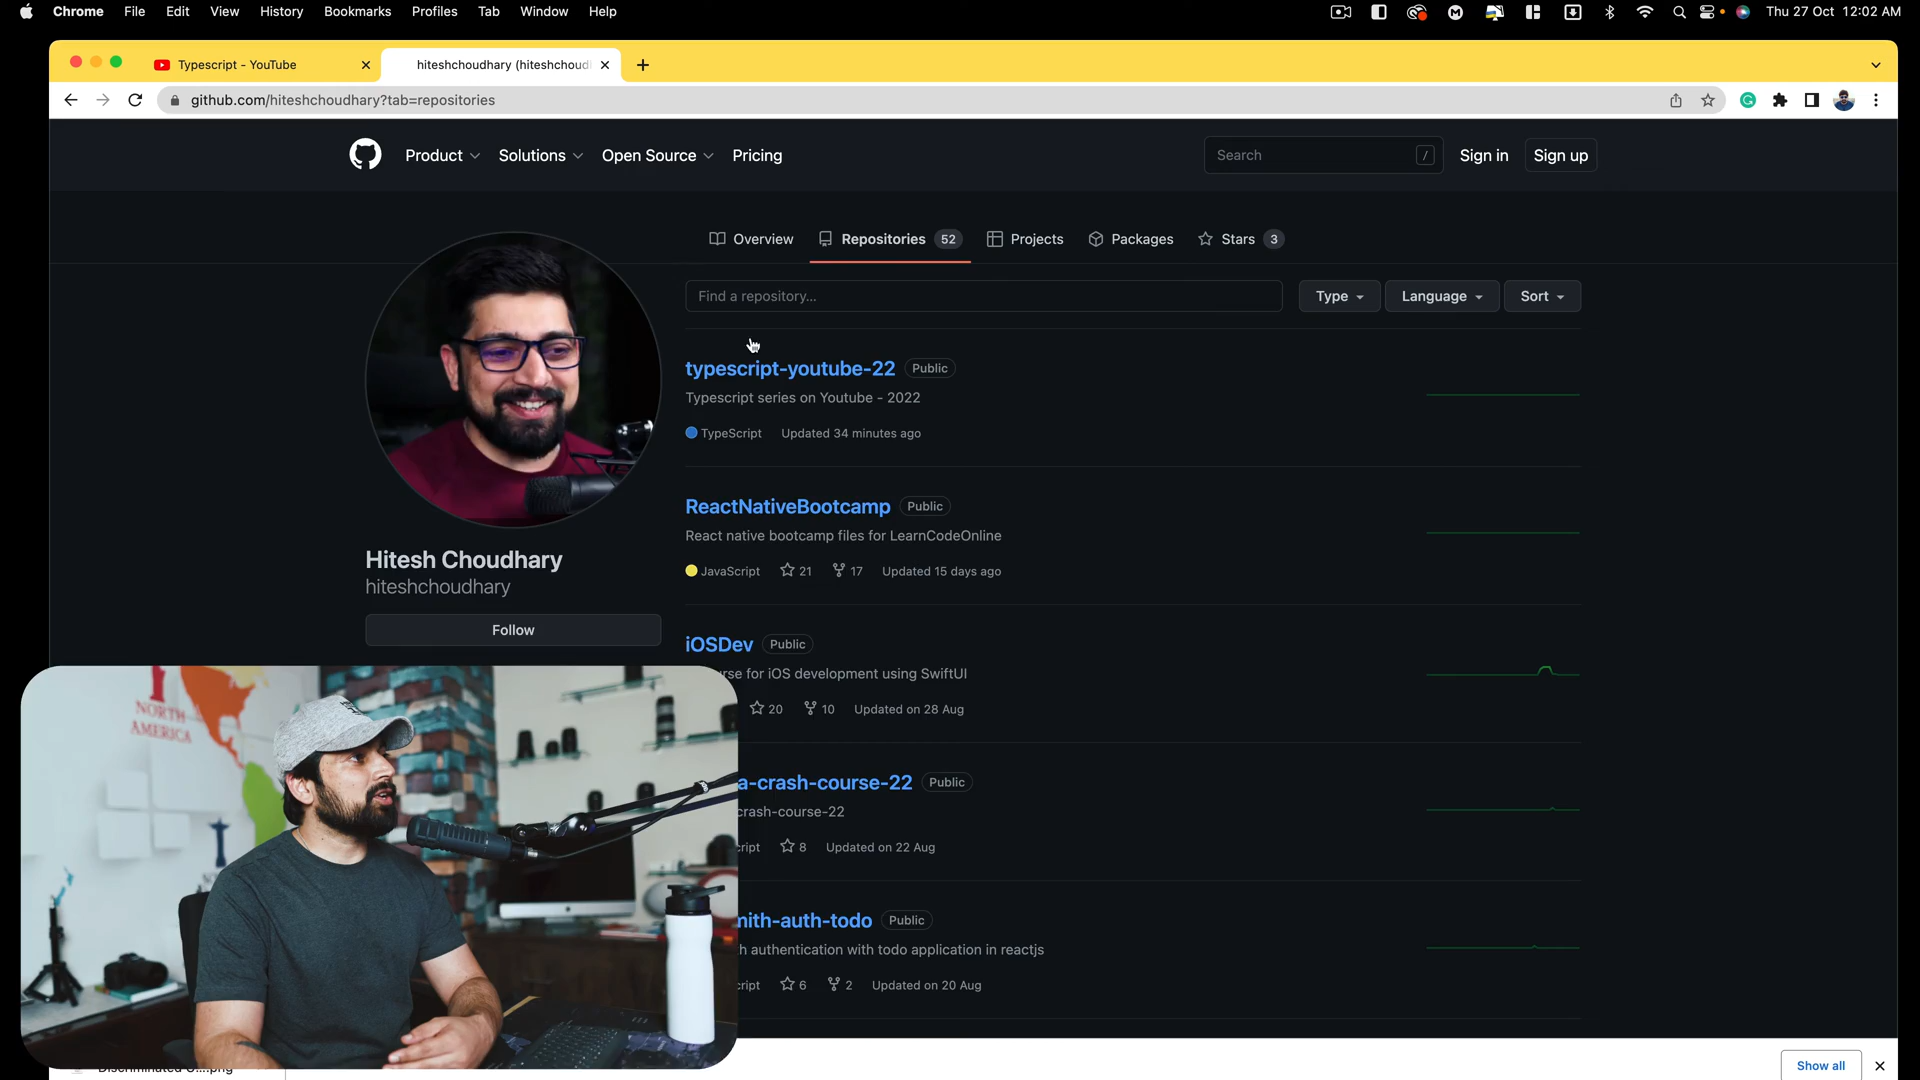 Chrome File Edit View History Bookmarks Profiles Tab Window Help Thu 27 Oct 12:02 AM
Typescript - YouTube
hiteshchoudhary (hiteshchoud
github.com/hiteshchoudhary?tab=repositories
Product Solutions Open Source Pricing Search / Sign in Sign up
Overview Repositories 52 Projects Packages Stars 3
Find a repository... Type Language Sort
typescript-youtube-22 Public
Typescript series on Youtube - 2022
TypeScript Updated 34 minutes ago
ReactNativeBootcamp Public
React native bootcamp files for LearnCodeOnline
JavaScript 21 17 Updated 15 days ago
Hitesh Choudhary
hiteshchoudhary
Follow
iOSDev Public
rse for iOS development using SwiftUI
20 10 Updated on 28 Aug
a-crash-course-22 Public
crash-course-22
cript 8 Updated on 22 Aug
mith-auth-todo Public
h authentication with todo application in reactjs
cript 6 2 Updated on 20 Aug
NORTH
AMERICA
Show all